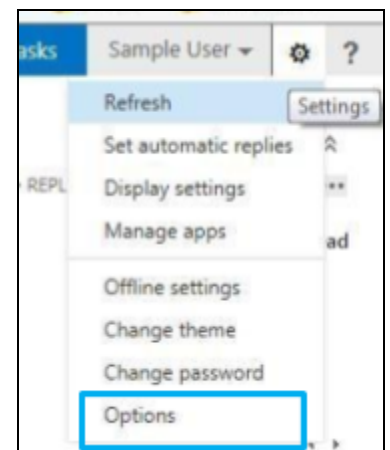 asks Sample User ?
Refresh
Settings
Set automatic replies
REPL
Display settings
Manage apps
ad
Offline settings
Change theme
Change password
Options